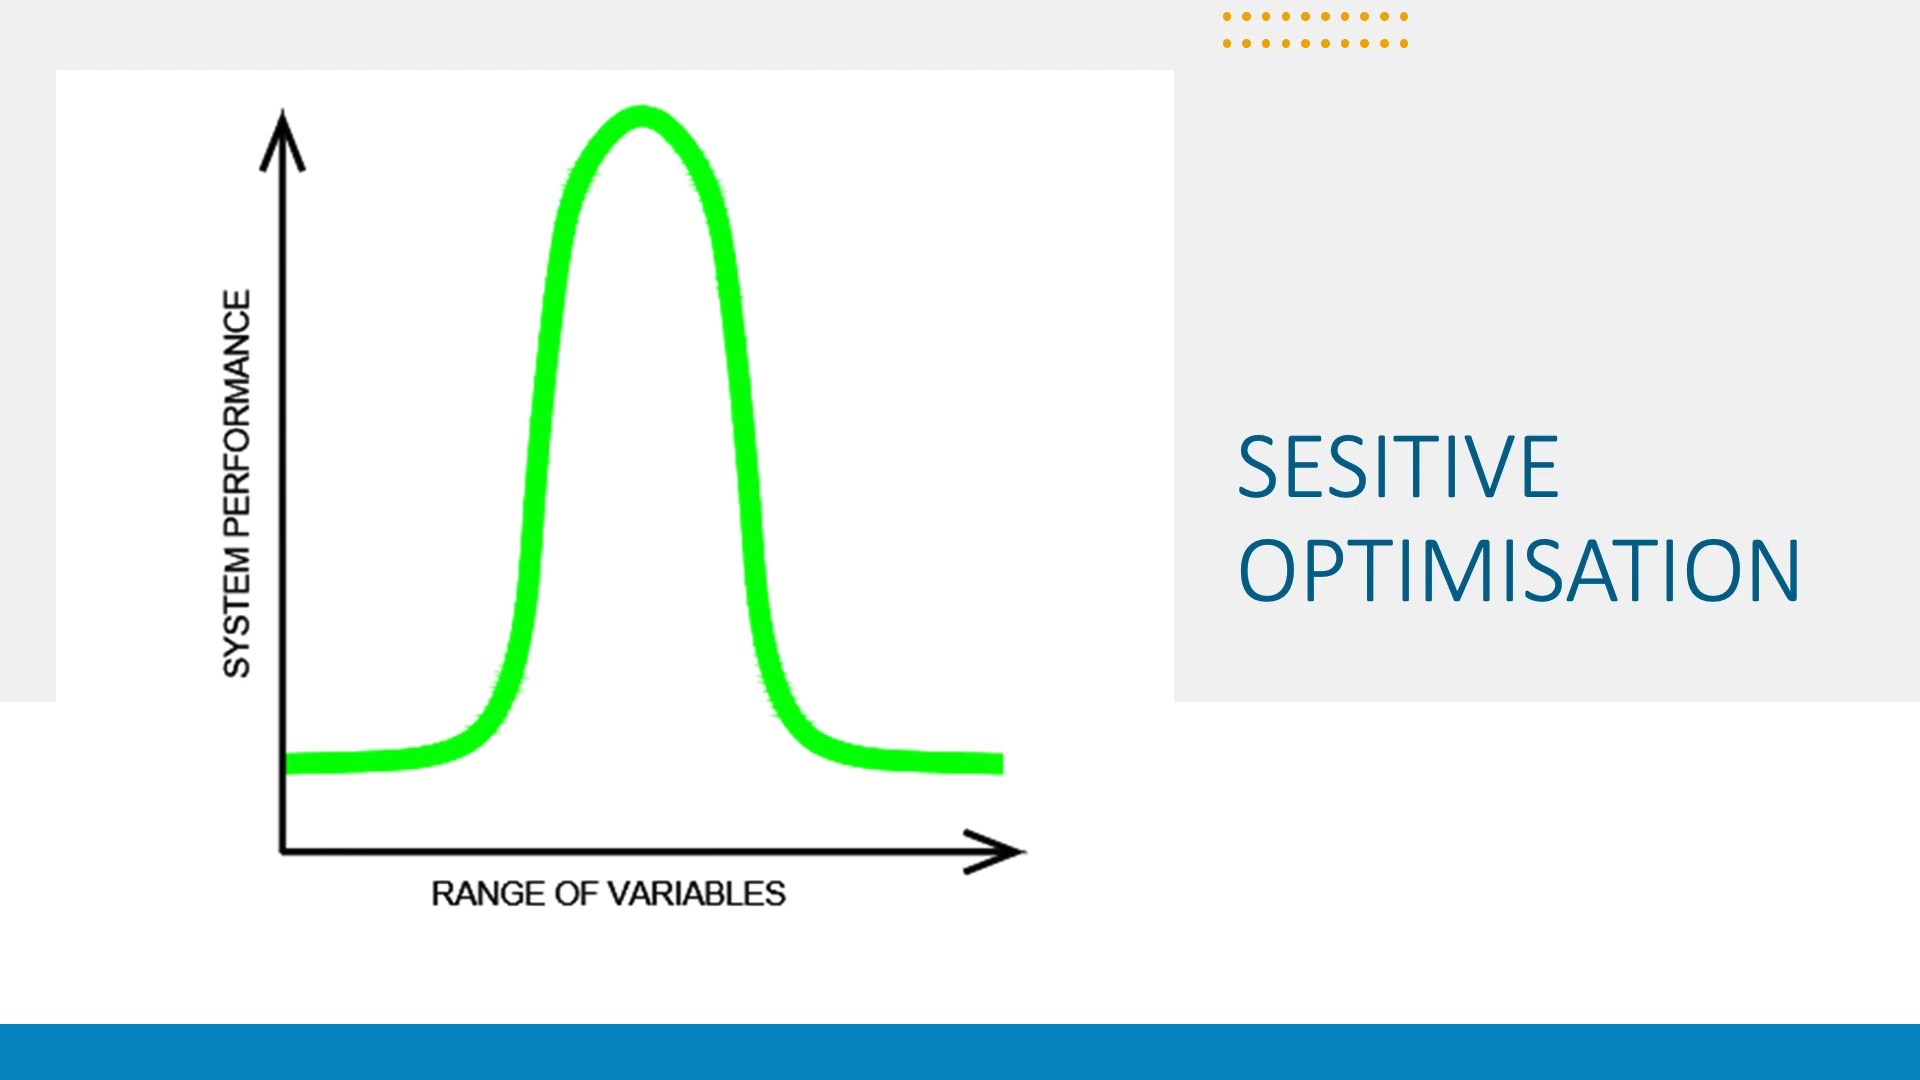 SYSTEM PERFORMANCE
RANGE OF VARIABLES
SESITIVE
OPTIMISATION